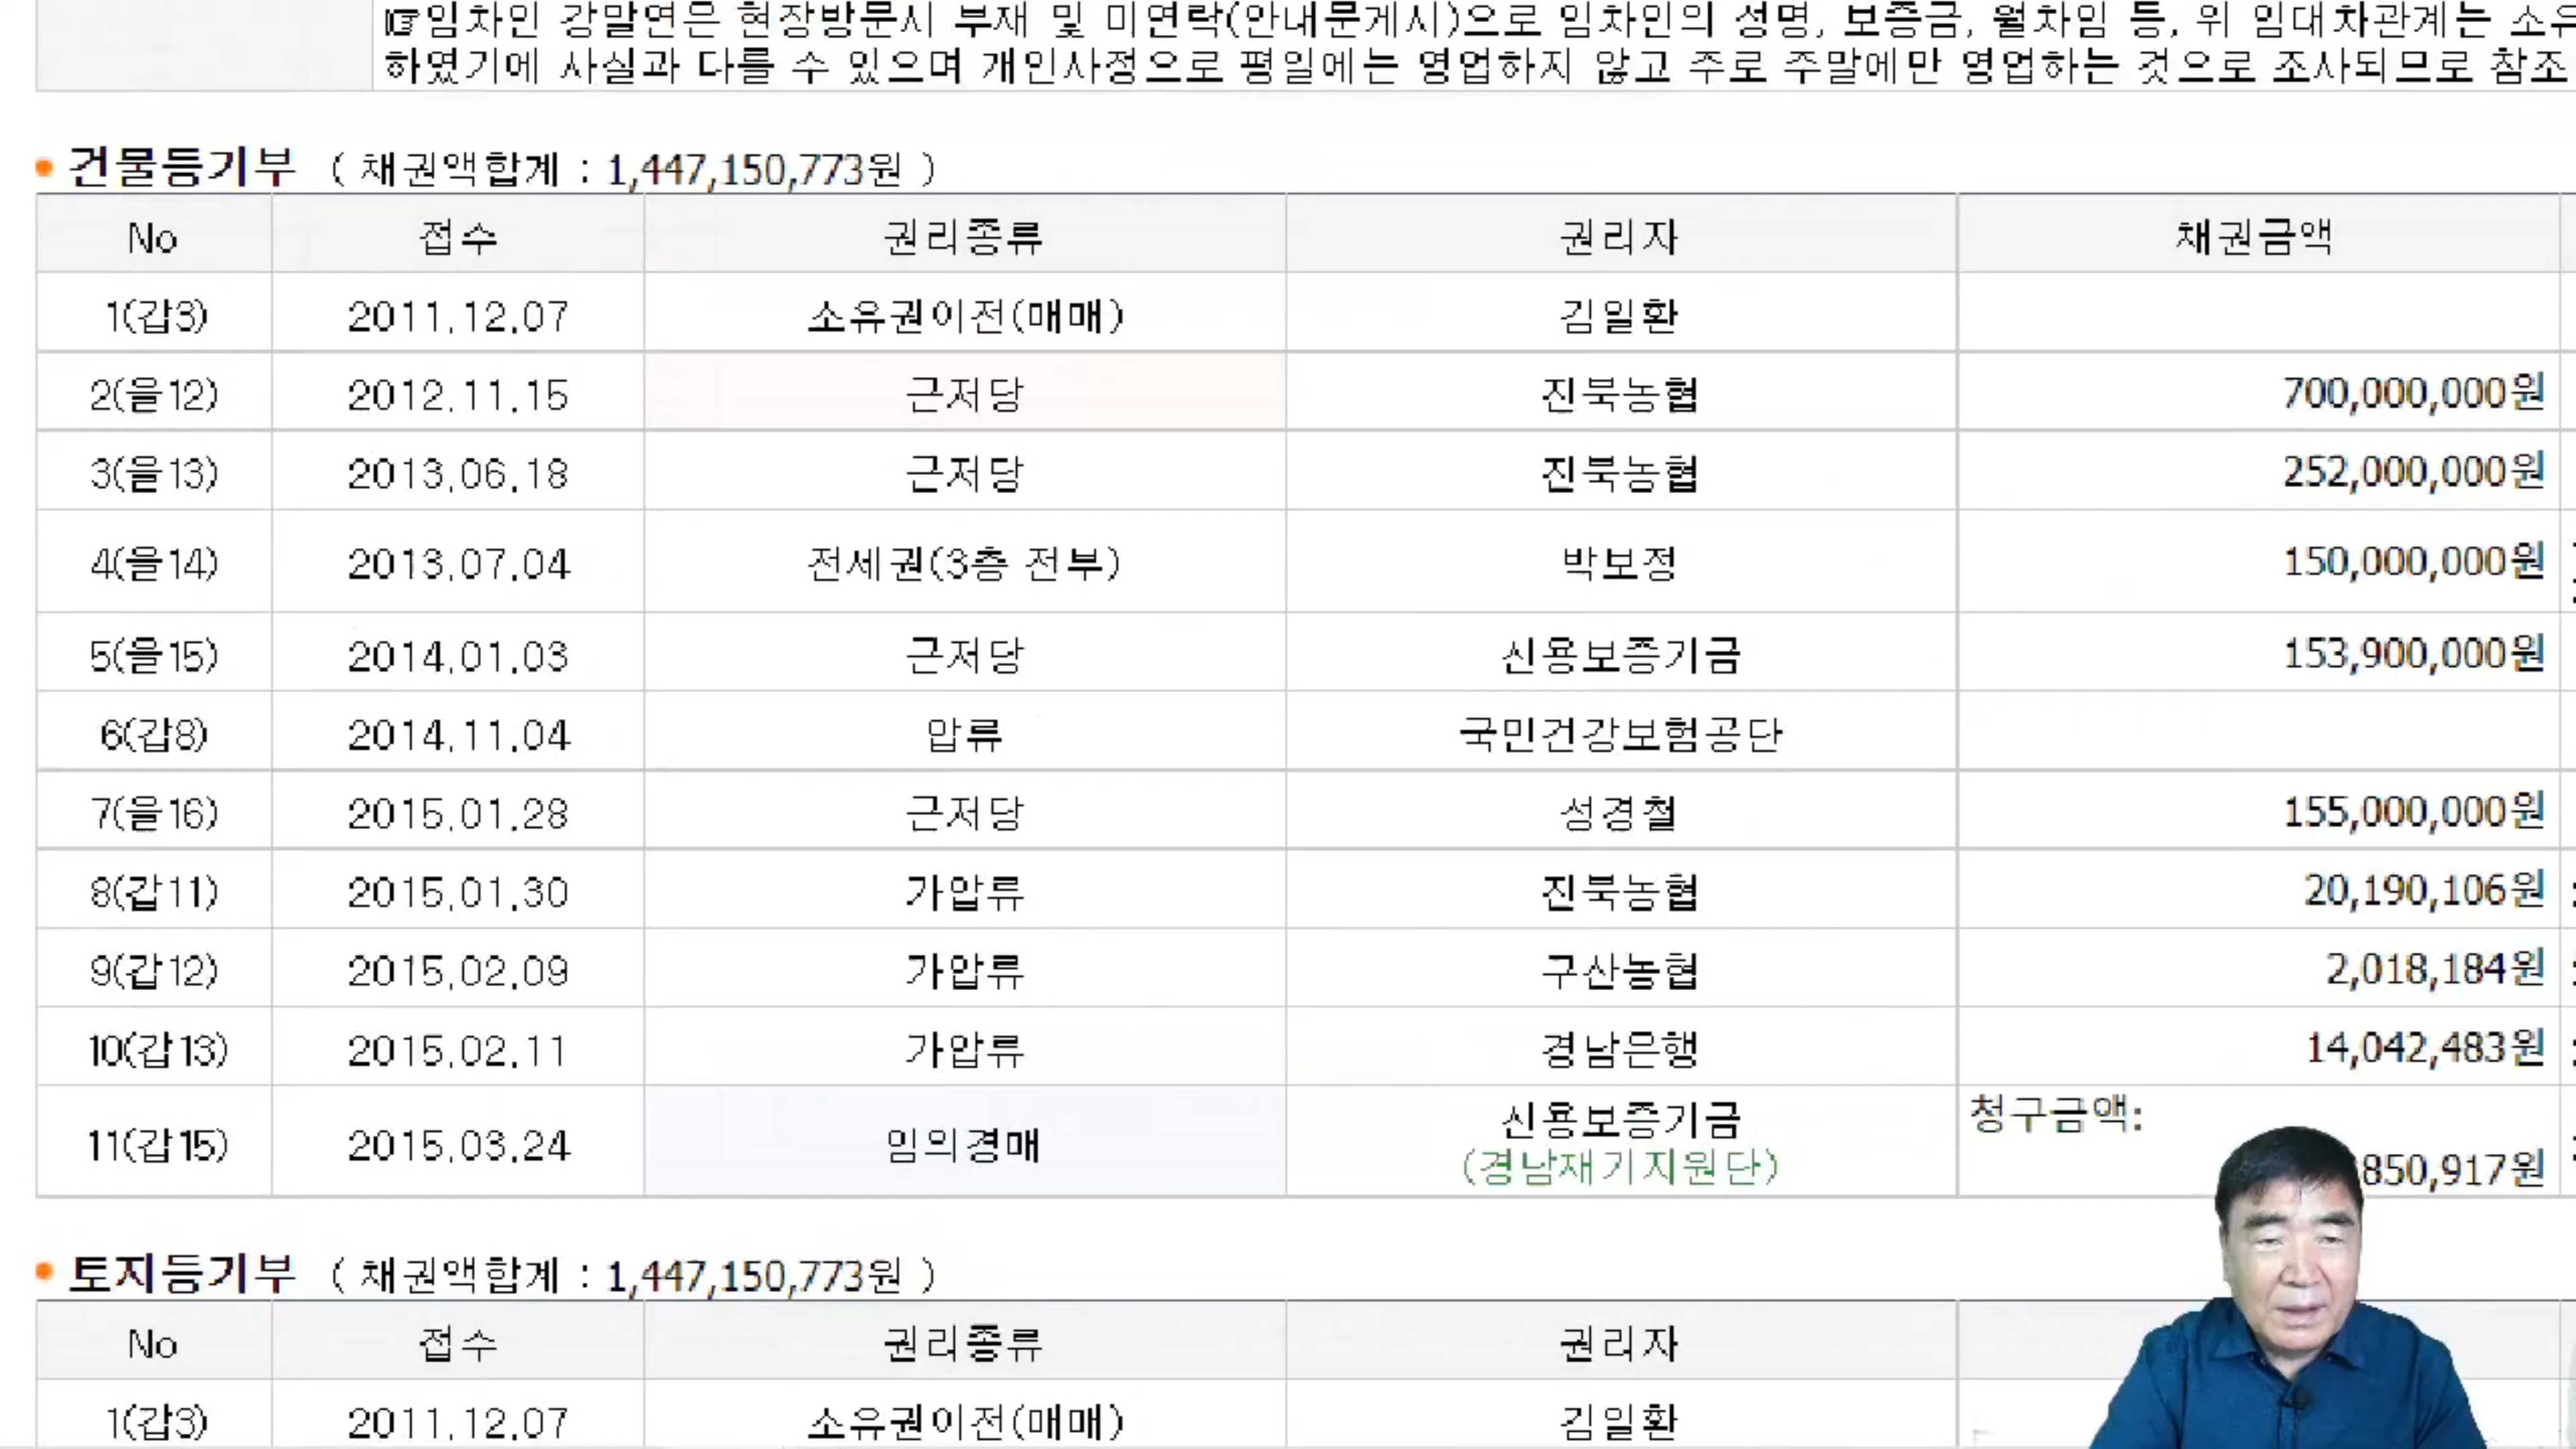 ☞임차인 강말연은 현장방문시 부재 및 미연락(안내문게시)으로 임차인의 성명, 보증금, 월차임 등, 위 임대차관계는
하였기에 사실과 다를 수 있으며 개인사정으로 평일에는 영업하지 않고 주로 주말에만 영업하는 것으로 조사되므로 참조
• 건물등기부 ( 채권액합계 : 1,447,150,773원 )
No 접수 권리종류 권리자 채권금액
1(갑3) 2011.12.07 소유권이전(매매) 김일환
2(을12) 2012.11.15 근저당 진북농협 700,000,000원
3(을13) 2013.06.18 근저당 진북농협 252,000,000원
4(을14) 2013.07.04 전세권(3층 전부) 박보정 150,000,000원
5(을15) 2014.01.03 근저당 신용보증기금 153,900,000원
6(갑8) 2014.11.04 압류 국민건강보험공단
7(을16) 2015.01.28 근저당 성경철 155,000,000원
8(갑11) 2015.01.30 가압류 진북농협 20,190,106원
9(갑12) 2015.02.09 가압류 구산농협 2,018,184원
10(갑13) 2015.02.11 가압류 경남은행 14,042,483원
11(갑15) 2015.03.24 임의경매 신용보증기금 청구금액:
(경남재기지원단) 850,917원
• 토지등기부 ( 채권액합계 : 1,447,150,773원 )
No 접수 권리종류 권리자
1(갑3) 2011.12.07 소유권이전(매매) 김일환